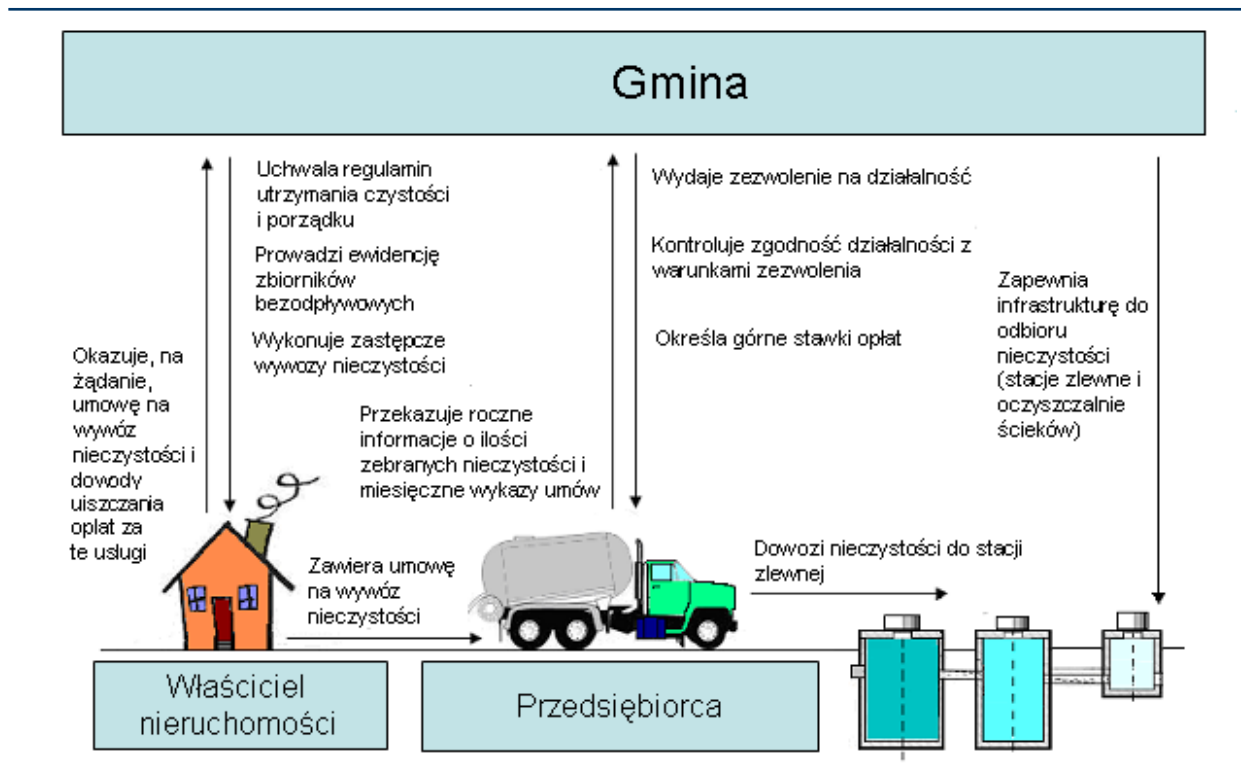 Gmina
Uchwala regulamin
utrzymania czystości
i porządku
Prowadzi ewidencję
zbiorników
bezodpływowych
Wykonuje zastępcze
wywozy nieczystości
Okazuje, na
żądanie,
umowę na
wywóz
nieczystości i
dowody
uiszczania
opłat za
te usługi
Wydaje zezwolenie na działalność
Kontroluje zgodność działalności z
warunkami zezwolenia
Określa górne stawki opłat
Przekazuje roczne
informacje o ilości
zebranych nieczystości i
miesięczne wykazy umów
Zapewnia
infrastrukturę do
odbioru
nieczystości
(stacje zlewne i
oczyszczalnie
ścieków)
Zawiera umowę
na wywóz
nieczystości
Dowozi nieczystości do stacji
zlewnej
Właściciel
nieruchomości
Przedsiębiorca